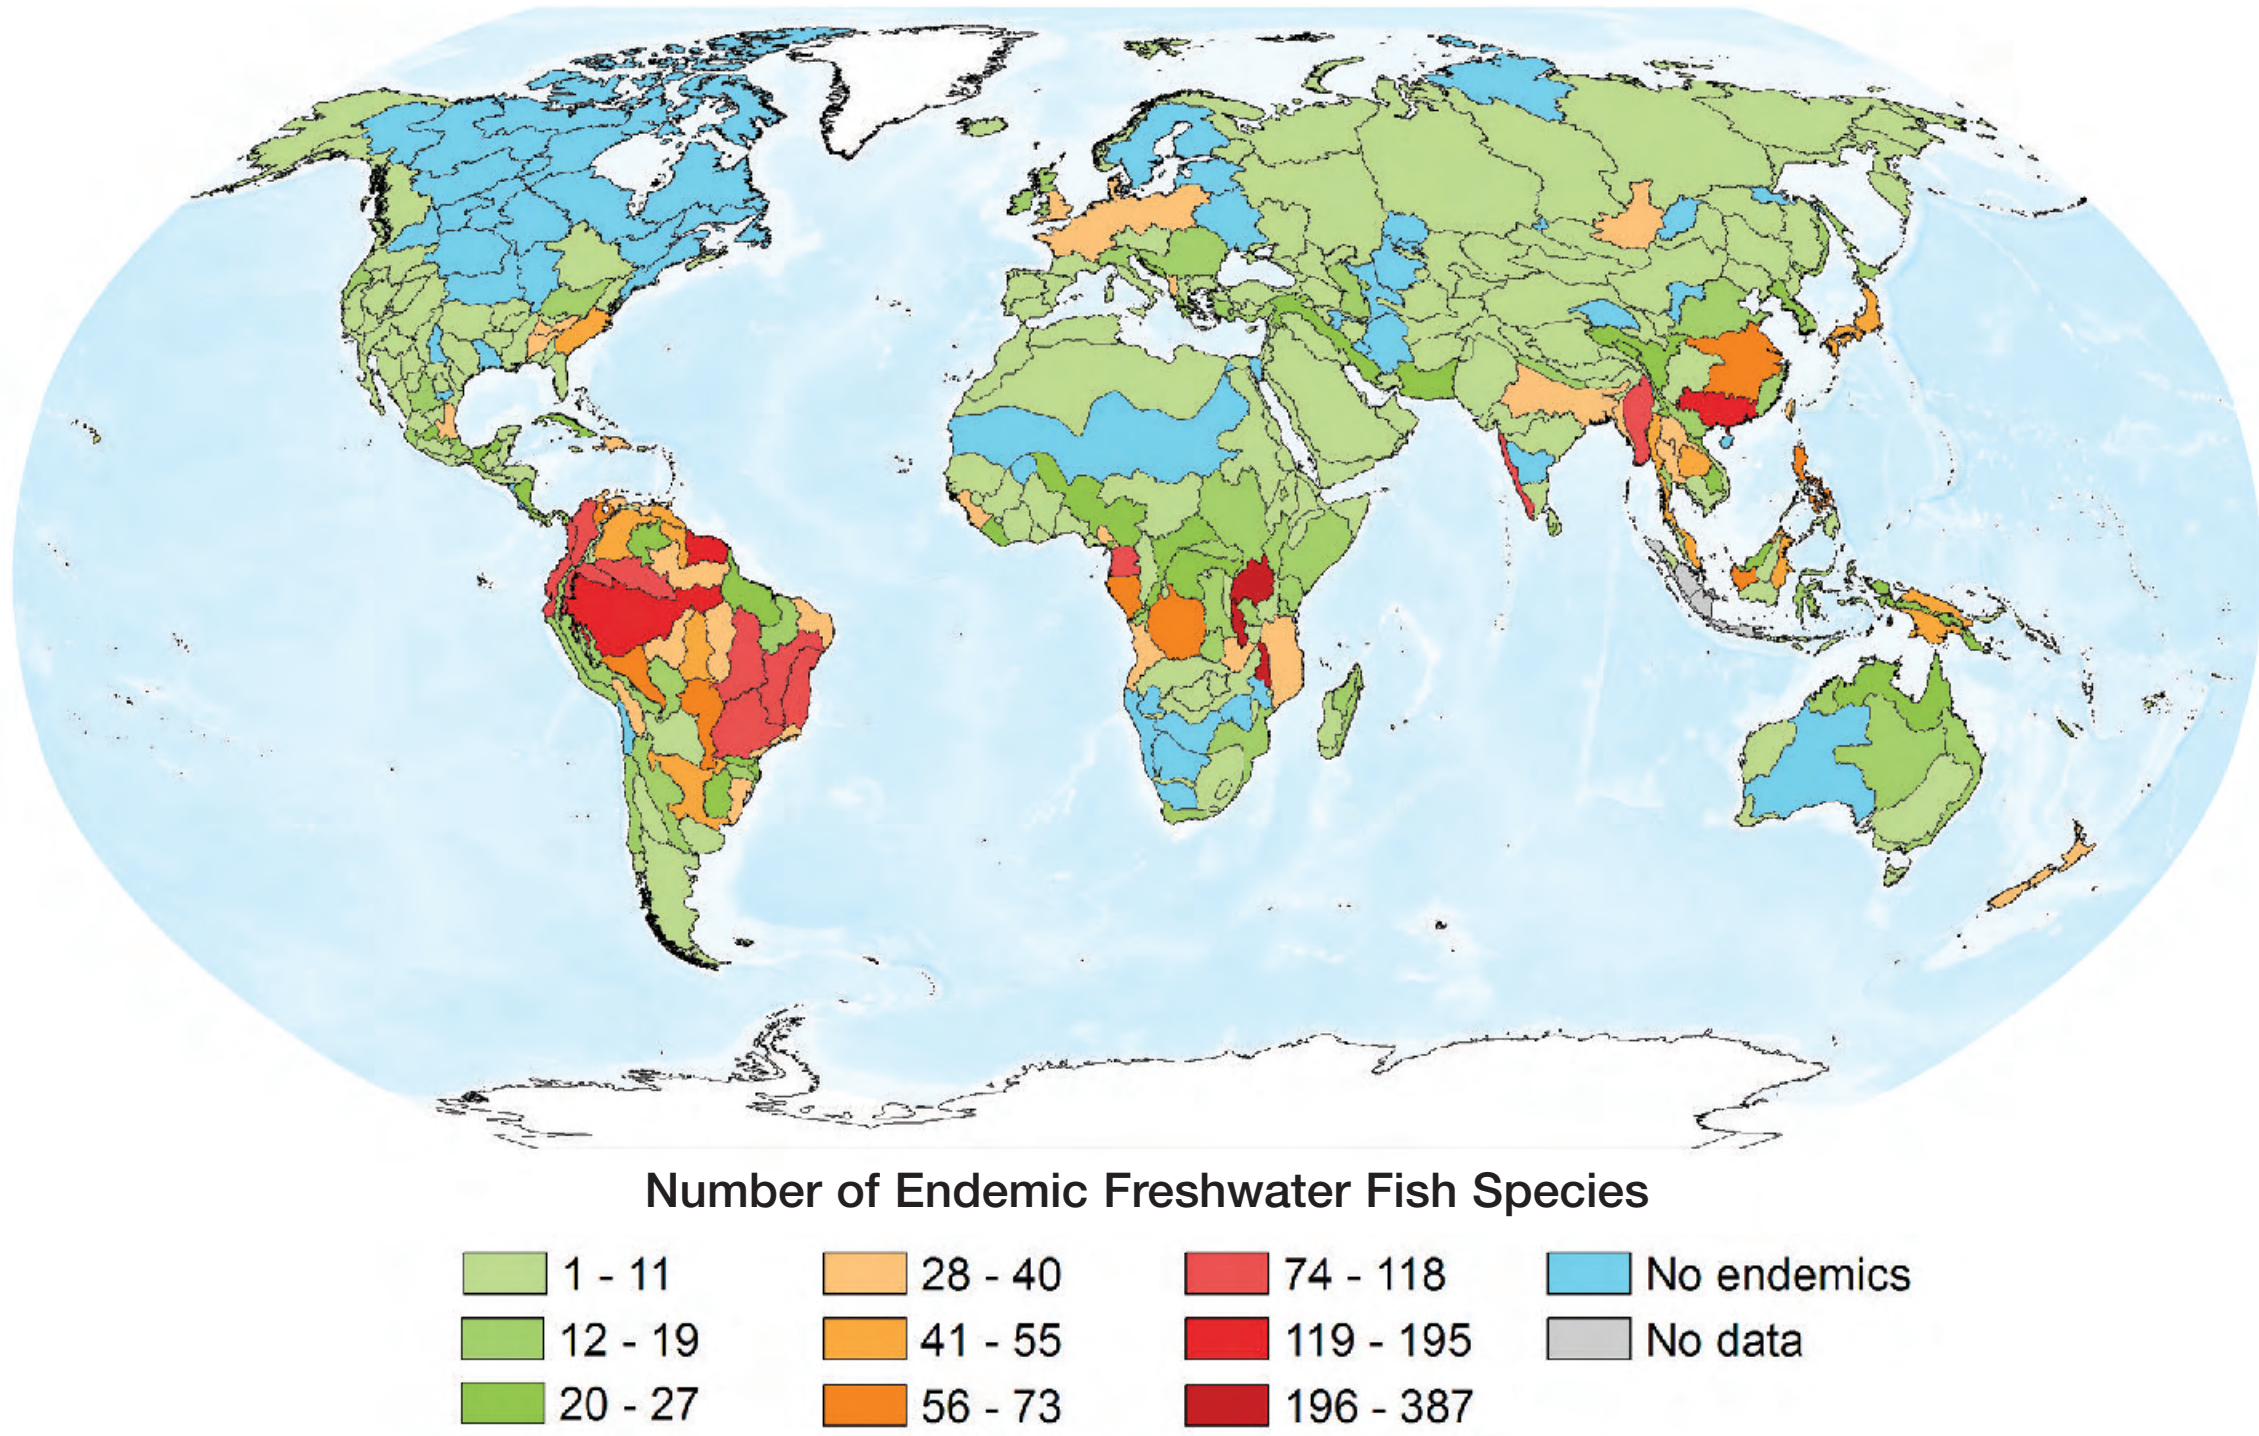 Number of Endemic Freshwater Fish Species
1 - 11
28 - 40
74 - 118
No endemics
12 - 19
41 - 55
119 - 195
No data
20 - 27
56 - 73
196 - 387